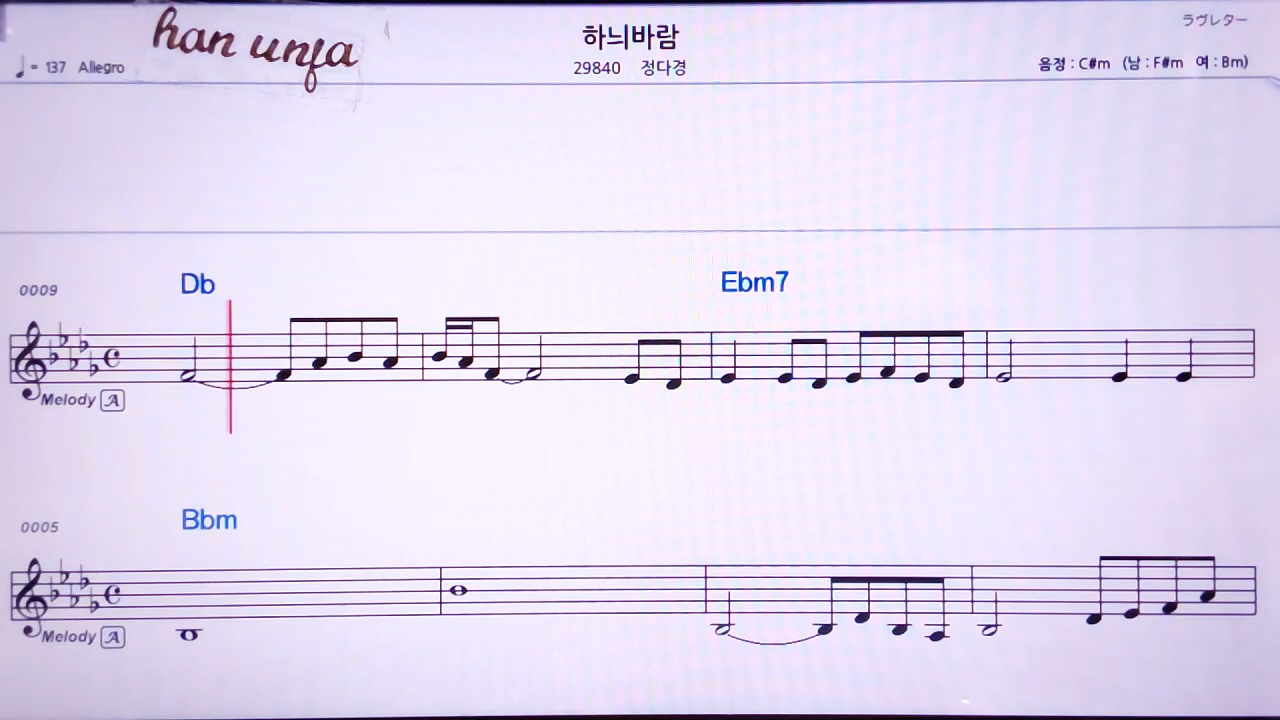 han unja
하늬바람
ラヴレター
♩= 137 Allegro
29840 정다경
음정 : C#m (남 : F#m 여 : Bm)
0009
Db
Ebm7
Melody A
0005
Bbm
Melody A